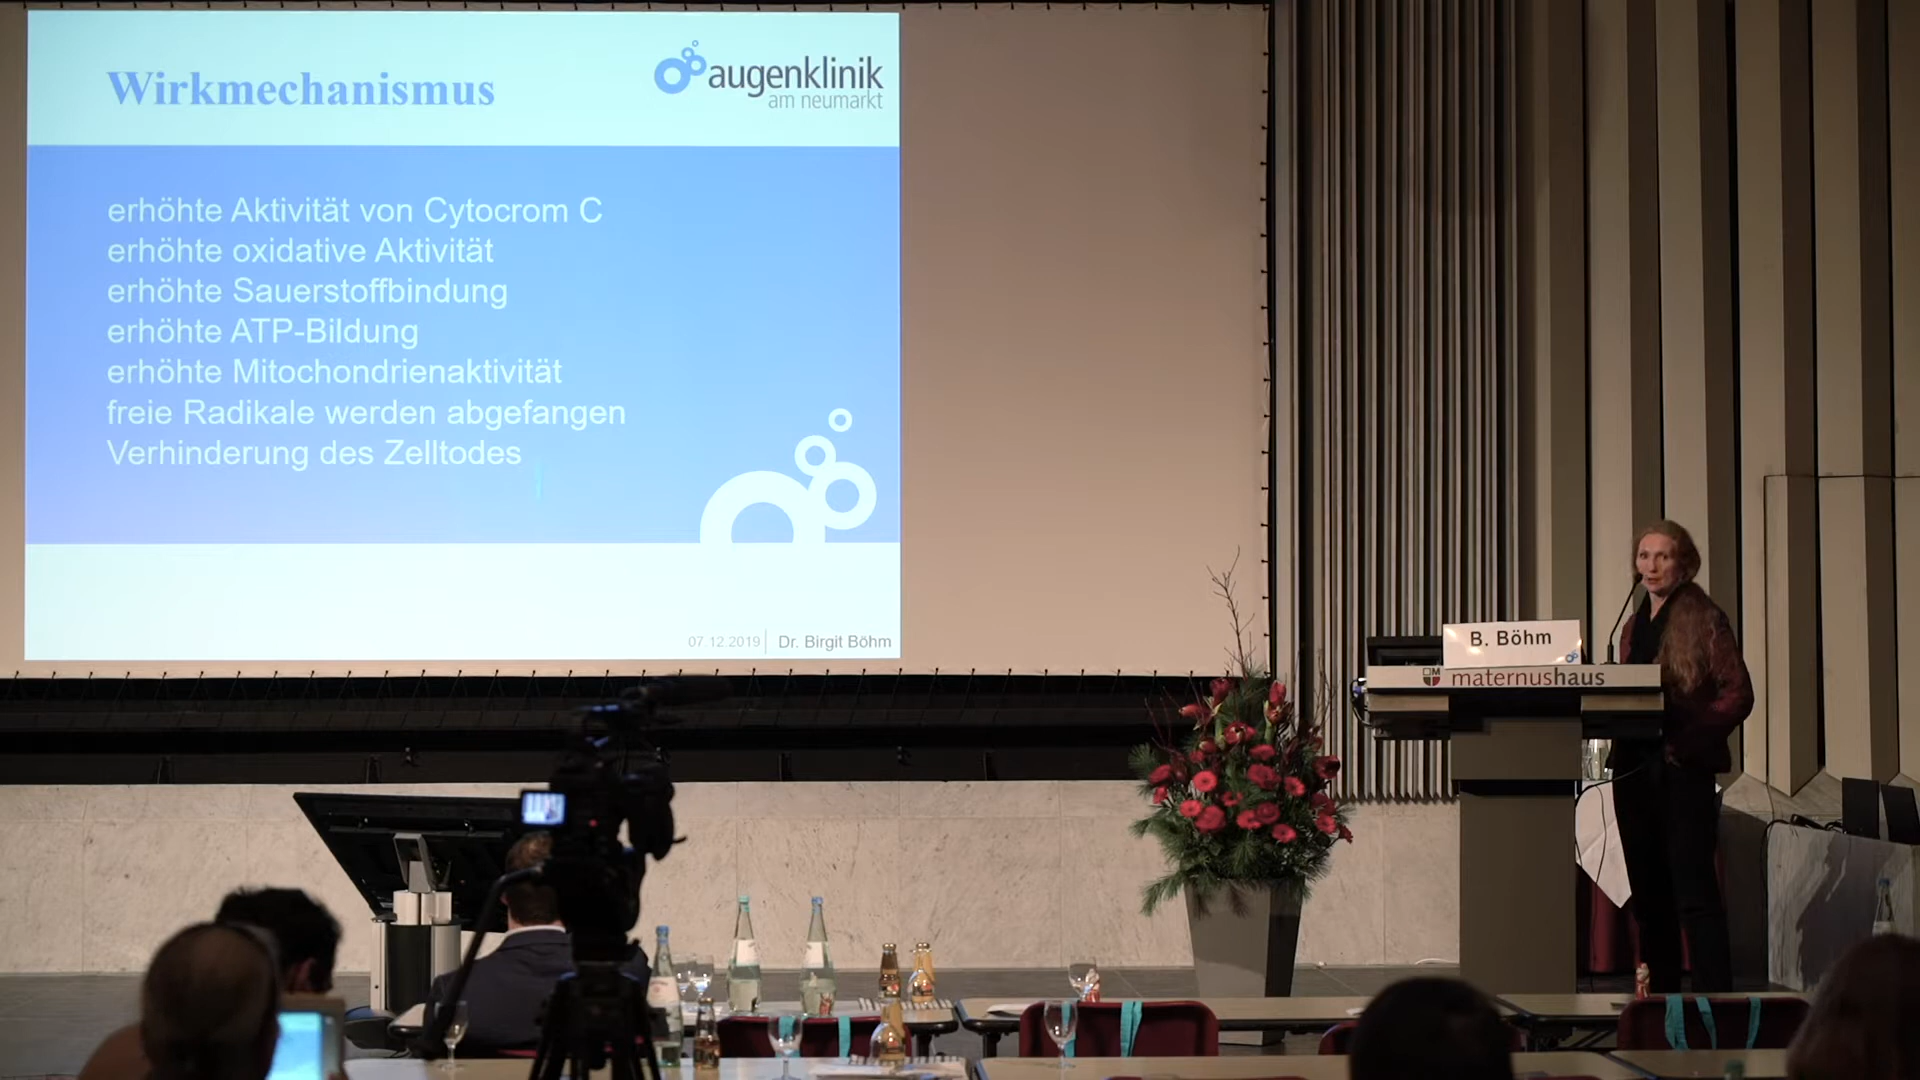 Wirkmechanismus
augenklinik
am neumarkt
erhöhte Aktivität von Cytocrom C
erhöhte oxidative Aktivität
erhöhte Sauerstoffbindung
erhöhte ATP-Bildung
erhöhte Mitochondrienaktivität
freie Radikale werden abgefangen
Verhinderung des Zelltodes
07.12.2019 Dr. Birgit Böhm
B. Böhm
M maternushaus